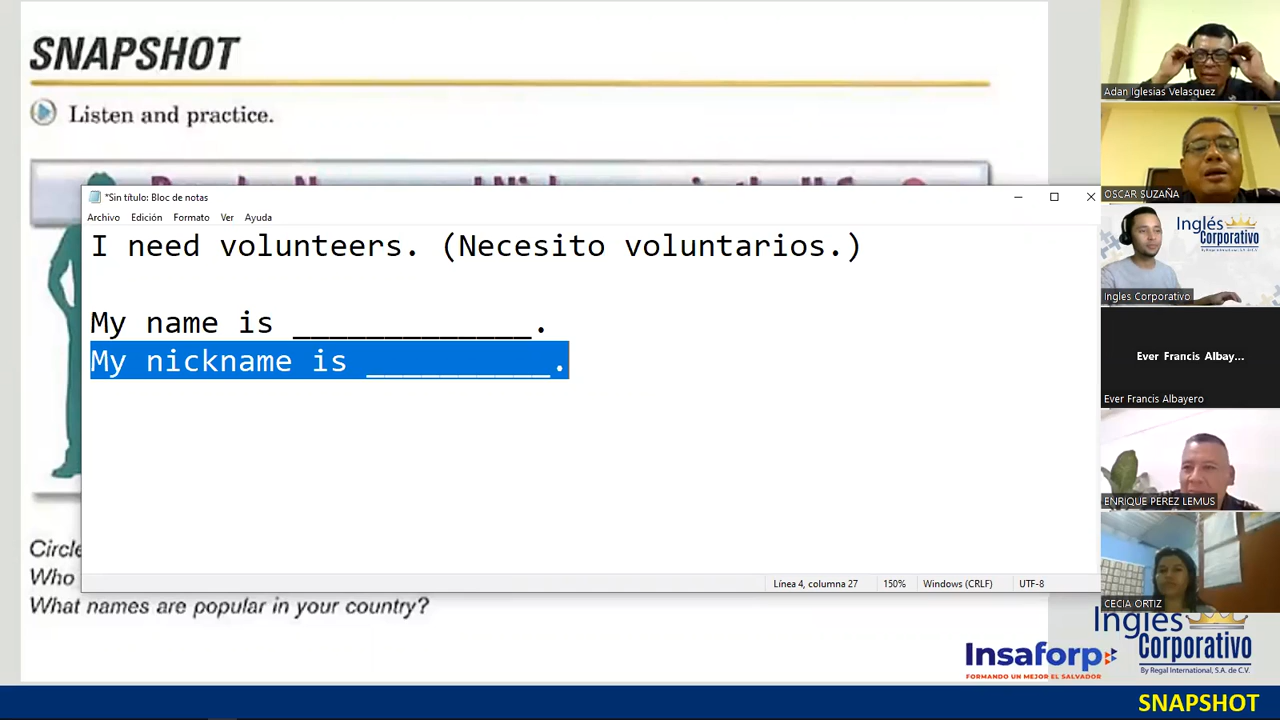 SNAPSHOT
Listen and practice.
*Sin título: Bloc de notas
Archivo Edición Formato Ver Ayuda
I need volunteers. (Necesito voluntarios.)
My name is _____________.
My nickname is __________.
Línea 4, columna 27 150% Windows (CRLF) UTF-8
Circle
Who
What names are popular in your country?
Adan Iglesias Velasquez
OSCAR SUZAÑA
Inglés
Corporativo
Ingles Corporativo
Ever Francis Albay...
Ever Francis Albayero
ENRIQUE PEREZ LEMUS
CECIA ORTIZ
Insaforp
FORMANDO UN MEJOR EL SALVADOR
Inglés
Corporativo
By Regal International, S.A. de C.V.
SNAPSHOT